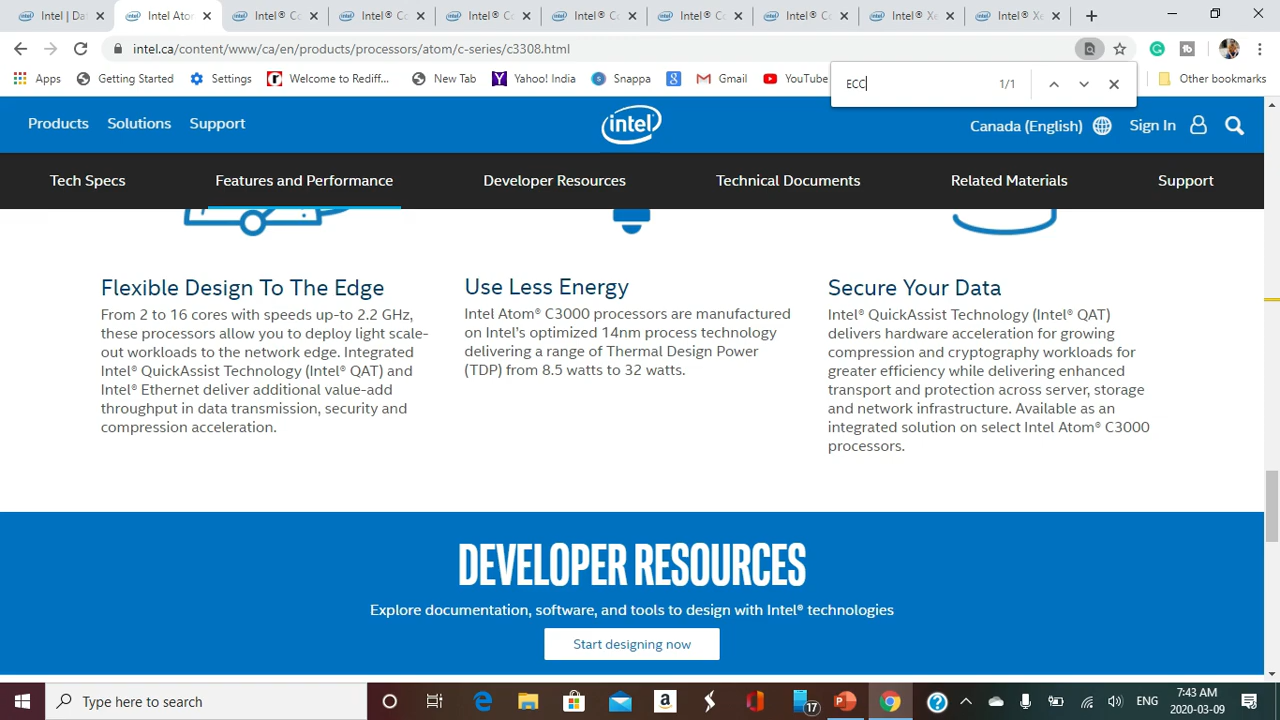 Intel | Da
Intel Ato
Intel® Co
Intel® Co
Intel® Co
Intel® Co
Intel® Co
Intel® Co
Intel® Xe
Intel® Xe
intel.ca/content/www/ca/en/products/processors/atom/c-series/c3308.html
Apps
Getting Started
Settings
Welcome to Rediff...
New Tab
Yahoo! India
Snappa
Gmail
YouTube
Other bookmarks
ECC
1/1
Products
Solutions
Support
intel
Canada (English)
Sign In
Tech Specs
Features and Performance
Developer Resources
Technical Documents
Related Materials
Support
Flexible Design To The Edge
From 2 to 16 cores with speeds up-to 2.2 GHz,
these processors allow you to deploy light scale-
out workloads to the network edge. Integrated
Intel® QuickAssist Technology (Intel® QAT) and
Intel® Ethernet deliver additional value-add
throughput in data transmission, security and
compression acceleration.
Use Less Energy
Intel Atom® C3000 processors are manufactured
on Intel's optimized 14nm process technology
delivering a range of Thermal Design Power
(TDP) from 8.5 watts to 32 watts.
Secure Your Data
Intel® QuickAssist Technology (Intel® QAT)
delivers hardware acceleration for growing
compression and cryptography workloads for
greater efficiency while delivering enhanced
transport and protection across server, storage
and network infrastructure. Available as an
integrated solution on select Intel Atom® C3000
processors.
DEVELOPER RESOURCES
Explore documentation, software, and tools to design with Intel® technologies
Start designing now
Type here to search
17
ENG
7:43 AM
2020-03-09